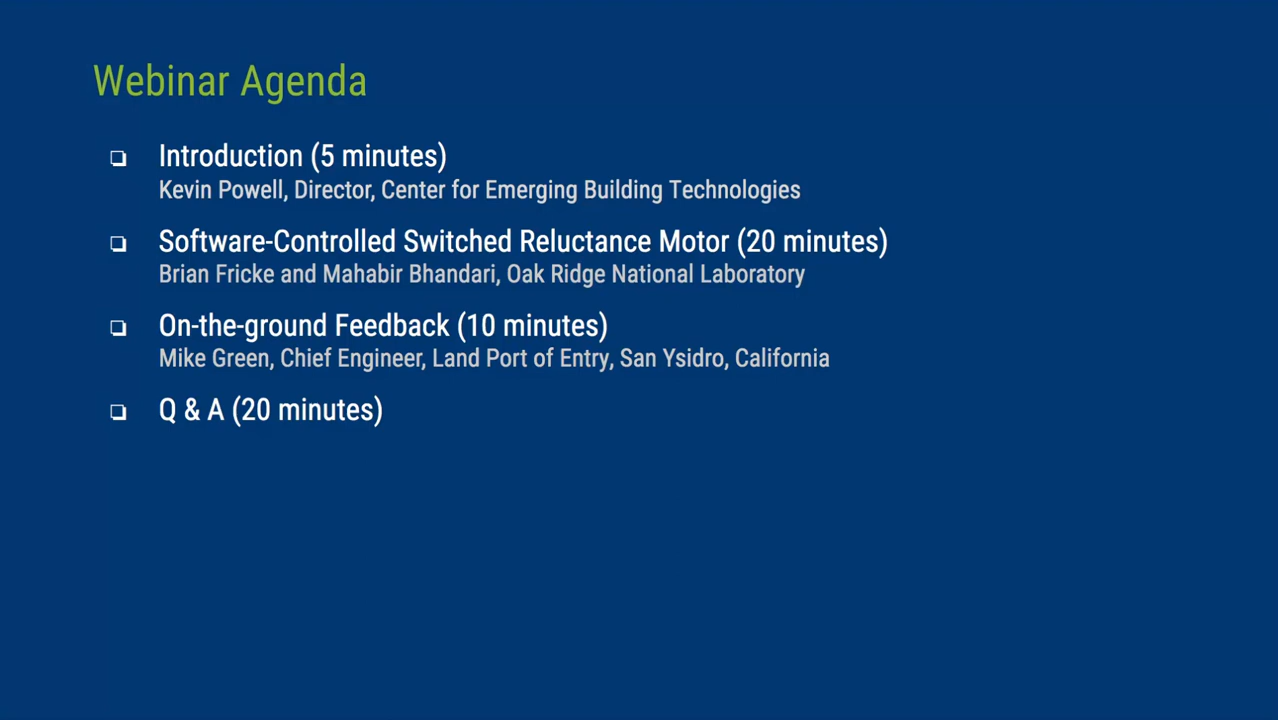 Webinar Agenda
Introduction (5 minutes)
Kevin Powell, Director, Center for Emerging Building Technologies
Software-Controlled Switched Reluctance Motor (20 minutes)
Brian Fricke and Mahabir Bhandari, Oak Ridge National Laboratory
On-the-ground Feedback (10 minutes)
Mike Green, Chief Engineer, Land Port of Entry, San Ysidro, California
Q & A (20 minutes)